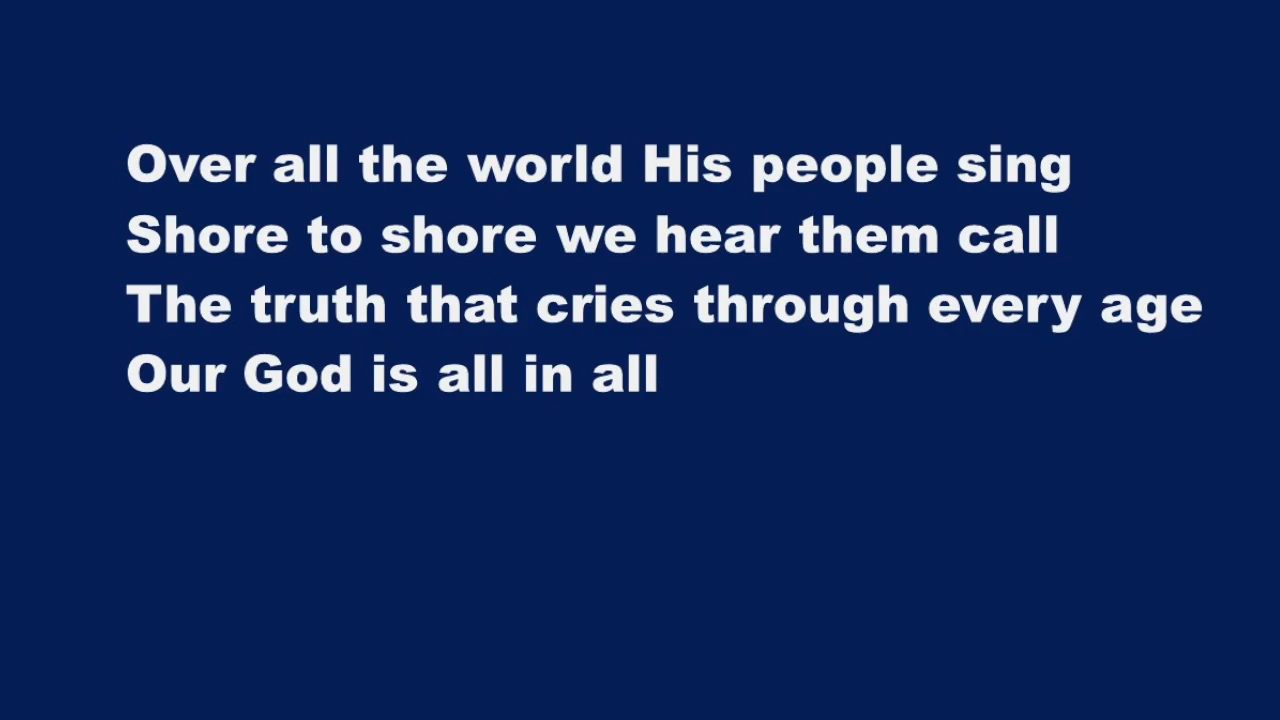 Over all the world His people sing
Shore to shore we hear them call
The truth that cries through every age
Our God is all in all